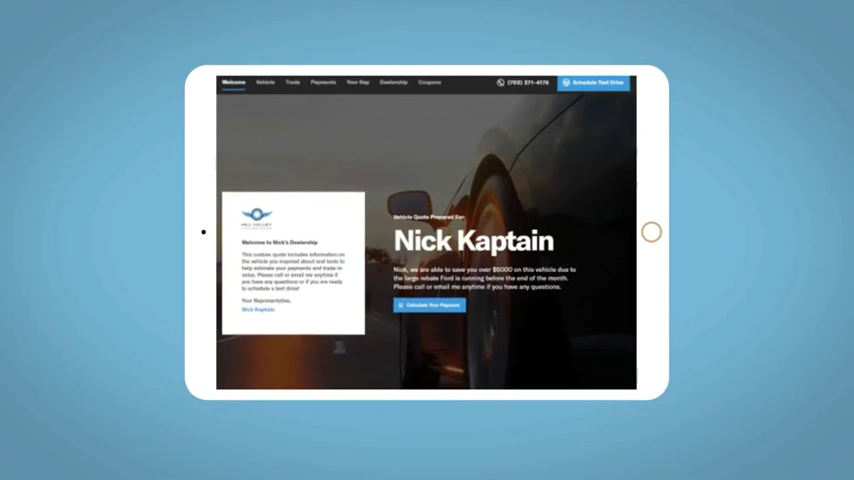 Welcome Vehicle Trade Payments Your Rep Dealership Coupons (702) 271-4175 Schedule Test Drive
HILL VALLEY
Welcome to Nick's Dealership
This custom quote includes information on
the vehicle you inquired about and tools to
help estimate your payments and trade-in
value. Please call or email me anytime if
you have any questions or if you are ready
to schedule a test drive!
Your Representative,
Nick Kaptain
Vehicle Quote Prepared For:
Nick Kaptain
Nick, we are able to save you over $6000 on this vehicle due to
the large rebate Ford is running before the end of the month.
Please call or email me anytime if you have any questions.
Calculate Your Payment